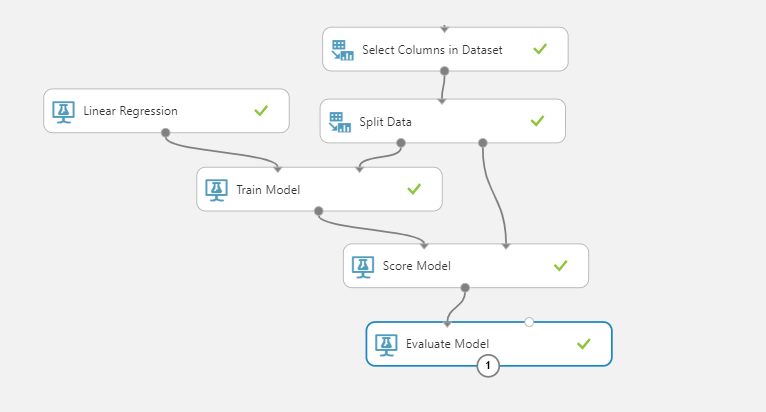 Select Columns in Dataset
Linear Regression
Split Data
Train Model
Score Model
Evaluate Model
1